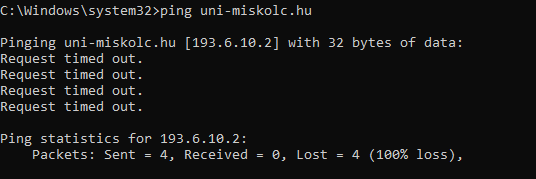 C:\Windows\system32>ping uni-miskolc.hu
Pinging uni-miskolc.hu [193.6.10.2] with 32 bytes of data:
Request timed out.
Request timed out.
Request timed out.
Request timed out.
Ping statistics for 193.6.10.2:
    Packets: Sent = 4, Received = 0, Lost = 4 (100% loss),